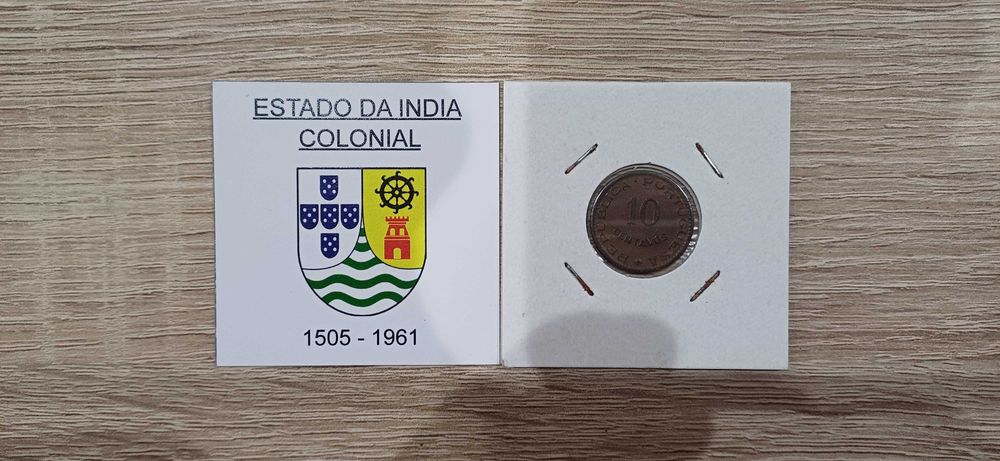 ESTADO DA INDIA
COLONIAL
1505 - 1961
REPUBLICA · PORTUGUESA
10
CENTAVOS